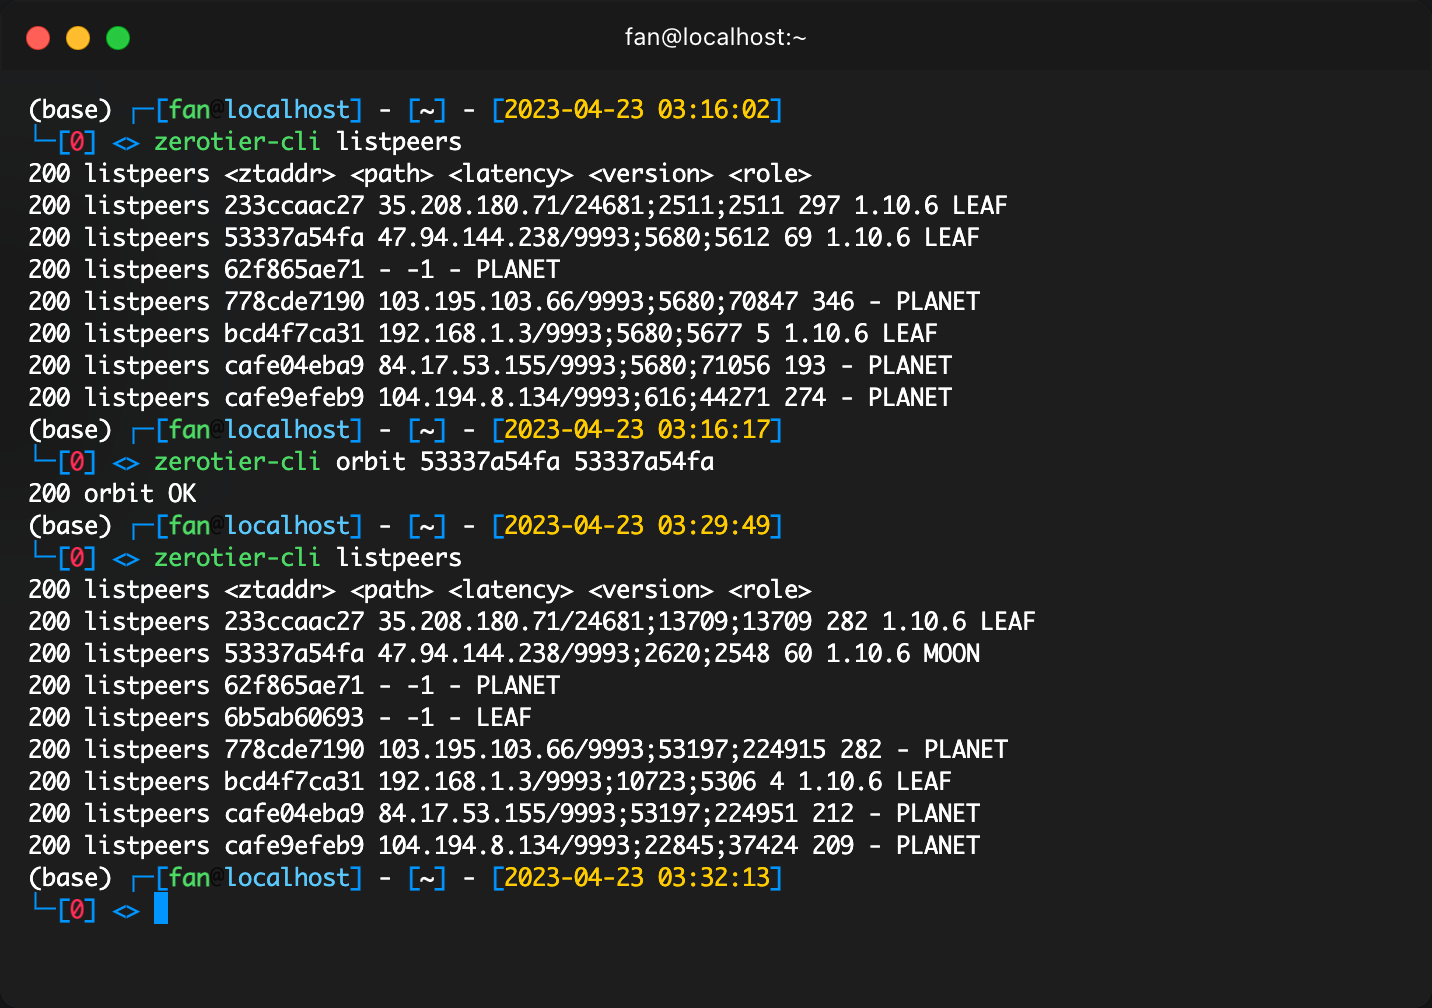 fan@localhost:~
(base) ┌─[fan@localhost] - [~] - [2023-04-23 03:16:02]
└─[0] <> zerotier-cli listpeers
200 listpeers <ztaddr> <path> <latency> <version> <role>
200 listpeers 233ccaac27 35.208.180.71/24681;2511;2511 297 1.10.6 LEAF
200 listpeers 53337a54fa 47.94.144.238/9993;5680;5612 69 1.10.6 LEAF
200 listpeers 62f865ae71 - -1 - PLANET
200 listpeers 778cde7190 103.195.103.66/9993;5680;70847 346 - PLANET
200 listpeers bcd4f7ca31 192.168.1.3/9993;5680;5677 5 1.10.6 LEAF
200 listpeers cafe04eba9 84.17.53.155/9993;5680;71056 193 - PLANET
200 listpeers cafe9efeb9 104.194.8.134/9993;616;44271 274 - PLANET
(base) ┌─[fan@localhost] - [~] - [2023-04-23 03:16:17]
└─[0] <> zerotier-cli orbit 53337a54fa 53337a54fa
200 orbit OK
(base) ┌─[fan@localhost] - [~] - [2023-04-23 03:29:49]
└─[0] <> zerotier-cli listpeers
200 listpeers <ztaddr> <path> <latency> <version> <role>
200 listpeers 233ccaac27 35.208.180.71/24681;13709;13709 282 1.10.6 LEAF
200 listpeers 53337a54fa 47.94.144.238/9993;2620;2548 60 1.10.6 MOON
200 listpeers 62f865ae71 - -1 - PLANET
200 listpeers 6b5ab60693 - -1 - LEAF
200 listpeers 778cde7190 103.195.103.66/9993;53197;224915 282 - PLANET
200 listpeers bcd4f7ca31 192.168.1.3/9993;10723;5306 4 1.10.6 LEAF
200 listpeers cafe04eba9 84.17.53.155/9993;53197;224951 212 - PLANET
200 listpeers cafe9efeb9 104.194.8.134/9993;22845;37424 209 - PLANET
(base) ┌─[fan@localhost] - [~] - [2023-04-23 03:32:13]
└─[0] <>